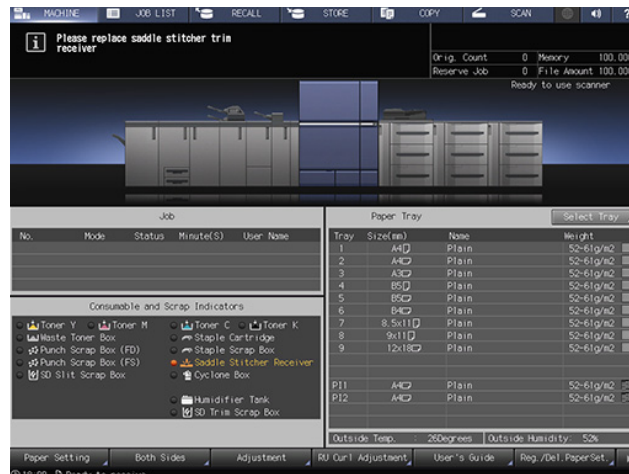 MACHINE JOB LIST RECALL STORE COPY SCAN ?
Please replace saddle stitcher trim
receiver
Orig. Count 0 Memory 100.00
Reserve Job 0 File Amount 100.00
Ready to use scanner
Job
No. Mode Status Minute(S) User Name
Paper Tray Select Tray
Tray Size(mm) Name Weight
1 A4 Plain 52-61g/m2
2 A4 Plain 52-61g/m2
3 A3 Plain 52-61g/m2
4 B5 Plain 52-61g/m2
5 B5 Plain 52-61g/m2
6 B4 Plain 52-61g/m2
7 8.5x11 Plain 52-61g/m2
8 9x11 Plain 52-61g/m2
9 12x18 Plain 52-61g/m2
PI1 A4 Plain 52-61g/m2
PI2 A4 Plain 52-61g/m2
Outside Temp. : 26Degrees Outside Humidity: 52%
Consumable and Scrap Indicators
Toner Y Toner M Toner C Toner K
Waste Toner Box Staple Cartridge
Punch Scrap Box (FD) Staple Scrap Box
Punch Scrap Box (FS) Saddle Stitcher Receiver
SD Slit Scrap Box Cyclone Box
Humidifier Tank
SD Trim Scrap Box
Paper Setting Both Sides Adjustment RU Curl Adjustment User's Guide Reg./Del.PaperSet.